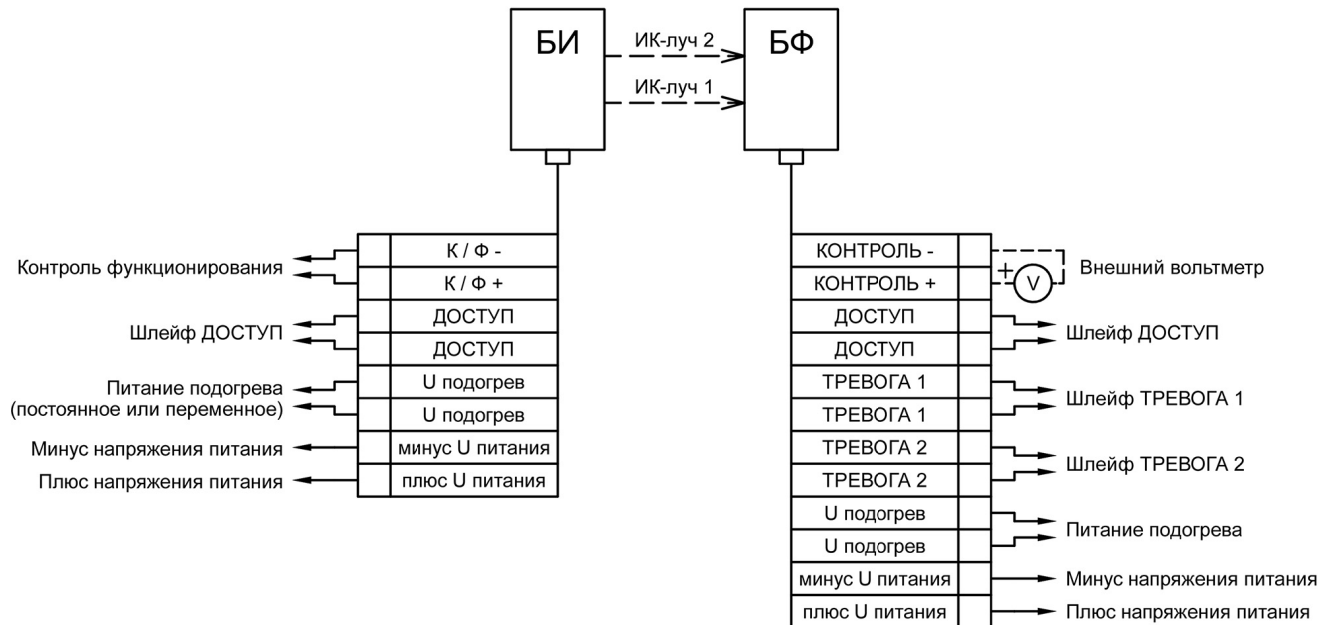 БИ
ИК-луч 2
ИК-луч 1
БФ
Контроль функционирования
Шлейф ДОСТУП
Питание подогрева
(постоянное или переменное)
Минус напряжения питания
Плюс напряжения питания
К / Ф -
К / Ф +
ДОСТУП
ДОСТУП
U подогрев
U подогрев
минус U питания
плюс U питания
КОНТРОЛЬ -
КОНТРОЛЬ +
ДОСТУП
ДОСТУП
ТРЕВОГА 1
ТРЕВОГА 1
ТРЕВОГА 2
ТРЕВОГА 2
U подогрев
U подогрев
минус U питания
плюс U питания
+
V
Внешний вольтметр
Шлейф ДОСТУП
Шлейф ТРЕВОГА 1
Шлейф ТРЕВОГА 2
Питание подогрева
Минус напряжения питания
Плюс напряжения питания